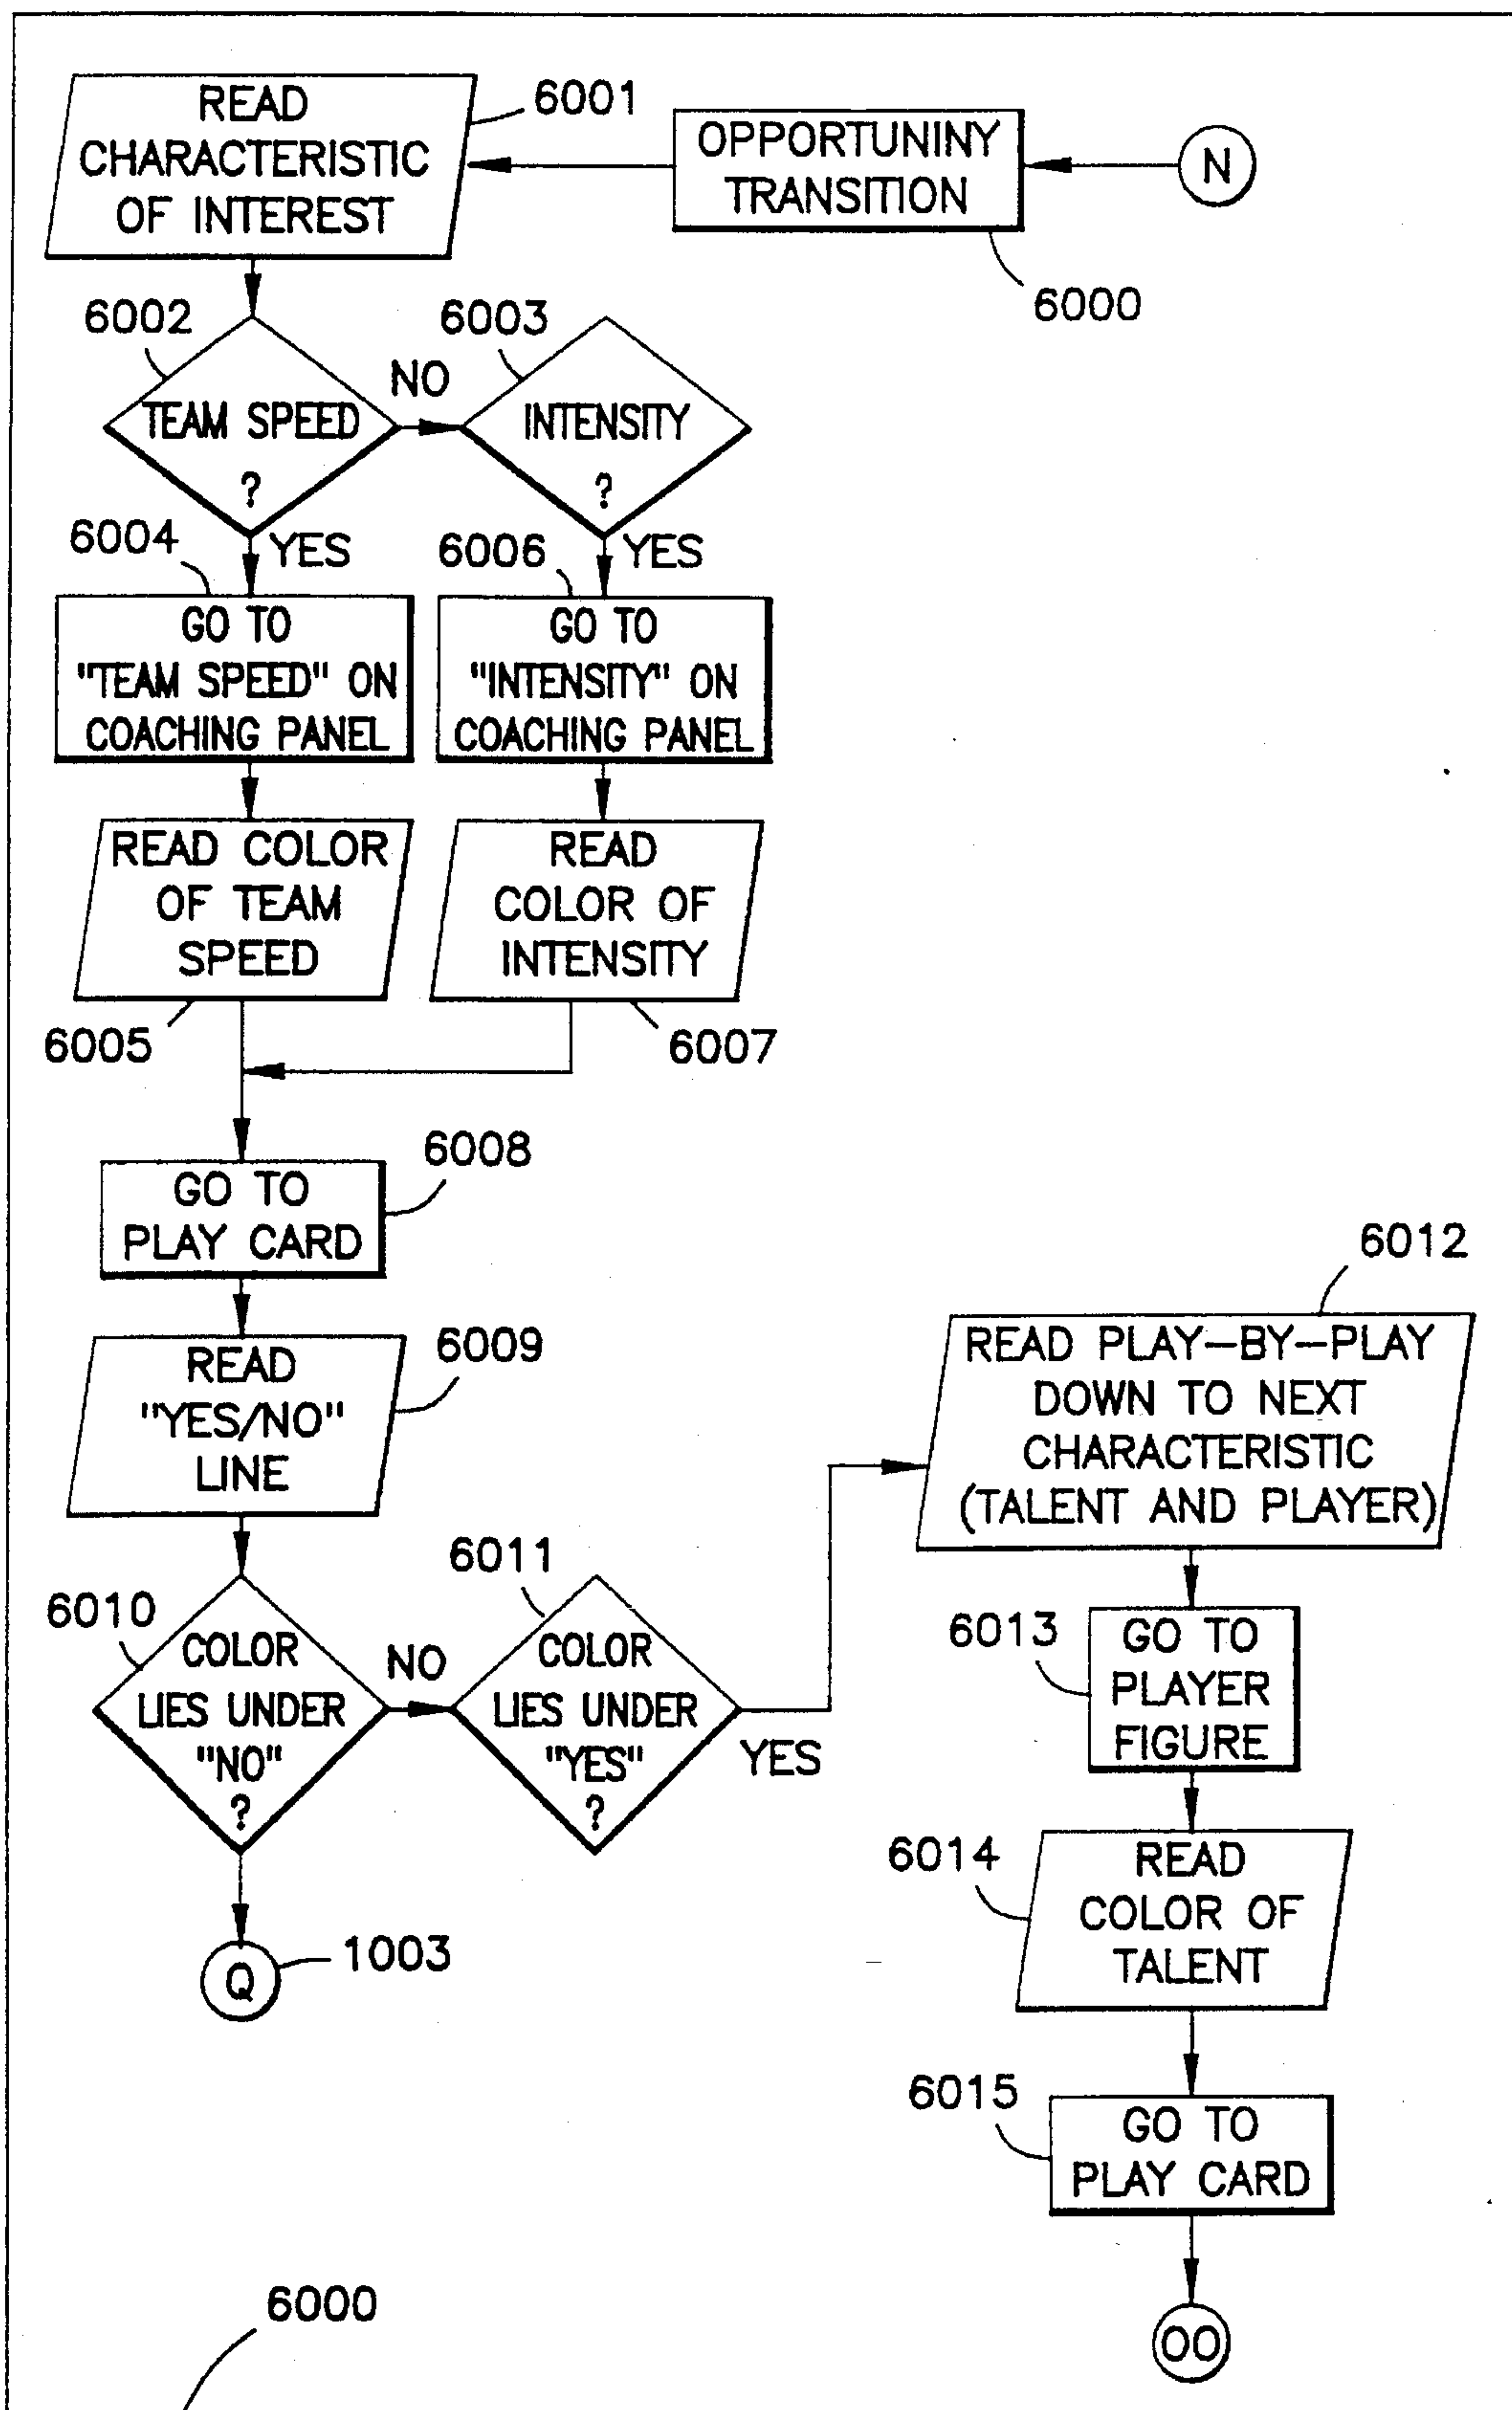 READ
CHARACTERISTIC
OF INTEREST
6001
OPPORTUNINY
TRANSITION
N
6000
6002
TEAM SPEED
?
NO
6003
INTENSITY
?
YES
YES
6004
GO TO
"TEAM SPEED" ON
COACHING PANEL
6006
GO TO
"INTENSITY" ON
COACHING PANEL
READ COLOR
OF TEAM
SPEED
6005
READ
COLOR OF
INTENSITY
6007
GO TO
PLAY CARD
6008
READ
"YES/NO"
LINE
6009
6010
COLOR
LIES UNDER
"NO"
?
NO
6011
COLOR
LIES UNDER
"YES"
?
YES
Q
1003
6012
READ PLAY-BY-PLAY
DOWN TO NEXT
CHARACTERISTIC
(TALENT AND PLAYER)
6013
GO TO
PLAYER
FIGURE
6014
READ
COLOR OF
TALENT
6015
GO TO
PLAY CARD
OO
6000